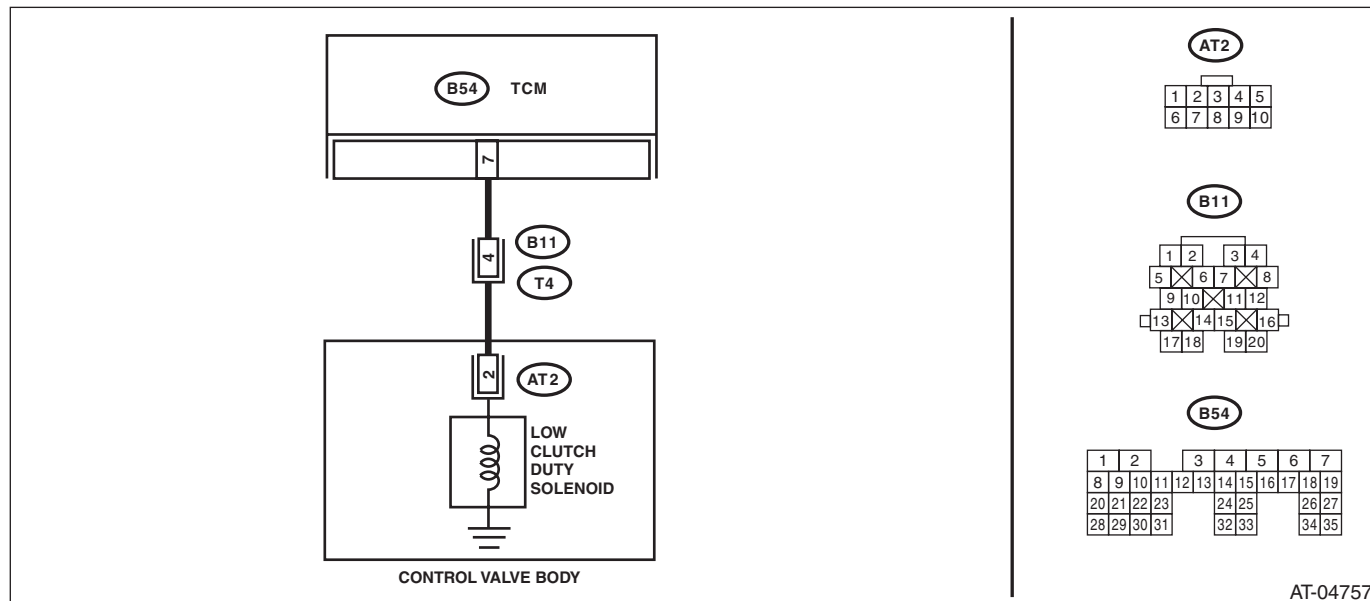 B54 TCM
7
4
B11
T4
2
AT2
LOW
CLUTCH
DUTY
SOLENOID
CONTROL VALVE BODY
AT2
1 2 3 4 5
6 7 8 9 10
B11
1 2 3 4
5 6 7 8
9 10 11 12
13 14 15 16
17 18 19 20
B54
1 2 3 4 5 6 7
8 9 10 11 12 13 14 15 16 17 18 19
20 21 22 23 24 25 26 27
28 29 30 31 32 33 34 35
AT-04757